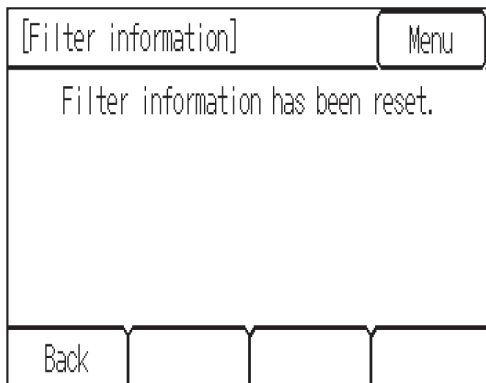 [Filter information]
Menu
Filter information has been reset.
Back